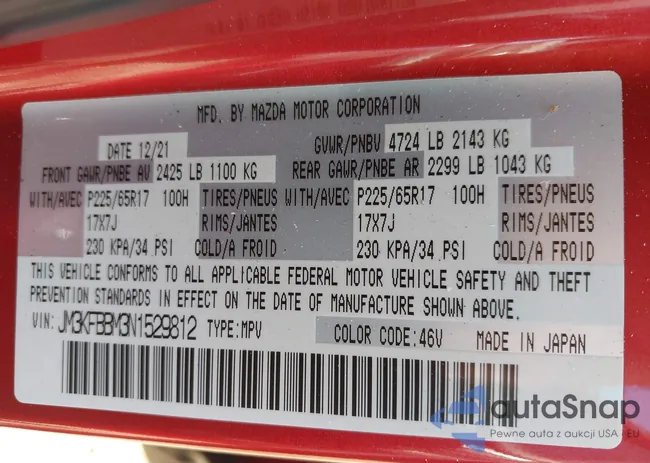 MFD. BY MAZDA MOTOR CORPORATION
DATE 12/21 GVWR/PNBV 4724 LB 2143 KG
FRONT GAWR/PNBE AV 2425 LB 1100 KG REAR GAWR/PNBE AR 2299 LB 1043 KG
WITH/AVEC P225/65R17 100H TIRES/PNEUS WITH/AVEC P225/65R17 100H TIRES/PNEUS
17X7J RIMS/JANTES 17X7J RIMS/JANTES
230 KPA/34 PSI COLD/A FROID 230 KPA/34 PSI COLD/A FROID
THIS VEHICLE CONFORMS TO ALL APPLICABLE FEDERAL MOTOR VEHICLE SAFETY AND THEFT
PREVENTION STANDARDS IN EFFECT ON THE DATE OF MANUFACTURE SHOWN ABOVE.
VIN: JM3KFBBM3N1529812 TYPE: MPV COLOR CODE: 46V MADE IN JAPAN
autaSnap
Pewne auta z aukcji USA - EU